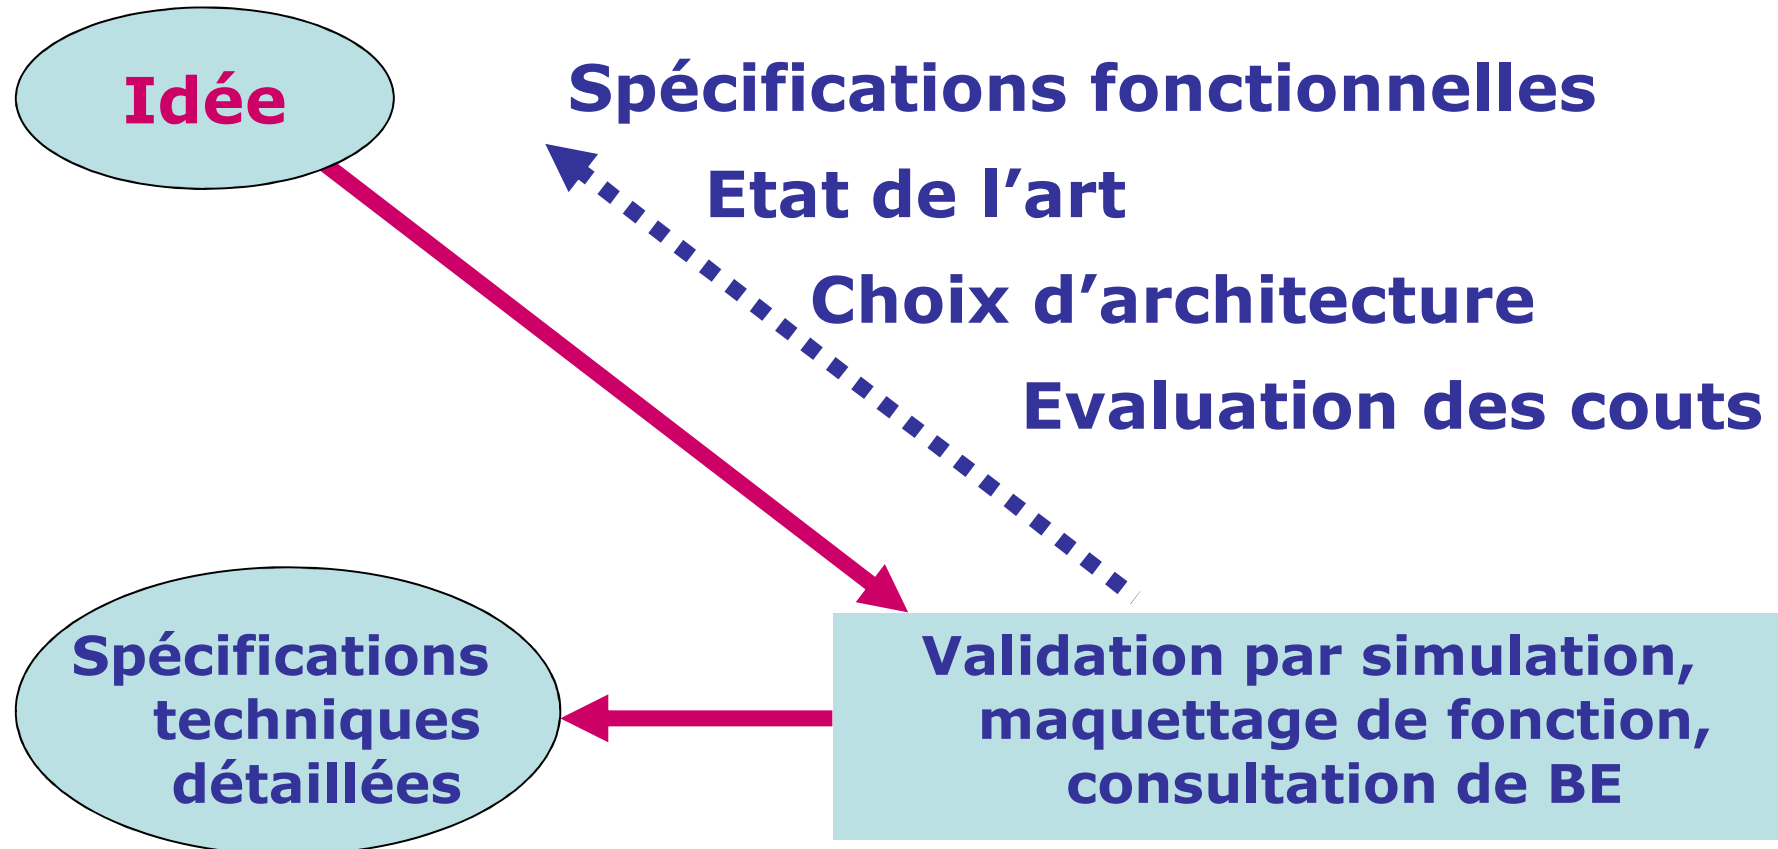 Idée
Spécifications fonctionnelles
Etat de l’art
Choix d’architecture
Evaluation des couts
Spécifications
techniques
détaillées
Validation par simulation,
maquettage de fonction,
consultation de BE